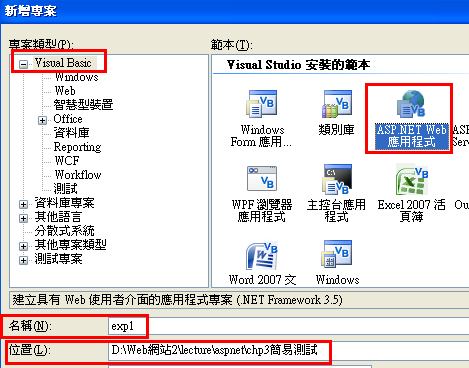 新增專案
專案類型(P):
範本(T):
Visual Basic
Windows
Web
智慧型裝置
Office
資料庫
Reporting
WCF
Workflow
測試
資料庫專案
其他語言
分散式系統
其他專案類型
測試專案
Visual Studio 安裝的範本
Windows
Form 應用...
類別庫
ASP.NET Web
應用程式
AS
Serv
WPF 瀏覽器
應用程式
主控台應用
程式
Excel 2007 活
頁簿
Ou
Word 2007 文
Windows
建立具有 Web 使用者介面的應用程式專案 (.NET Framework 3.5)
名稱(N):
exp1
位置(L):
D:\Web網站2\lecture\aspnet\chp3簡易測試